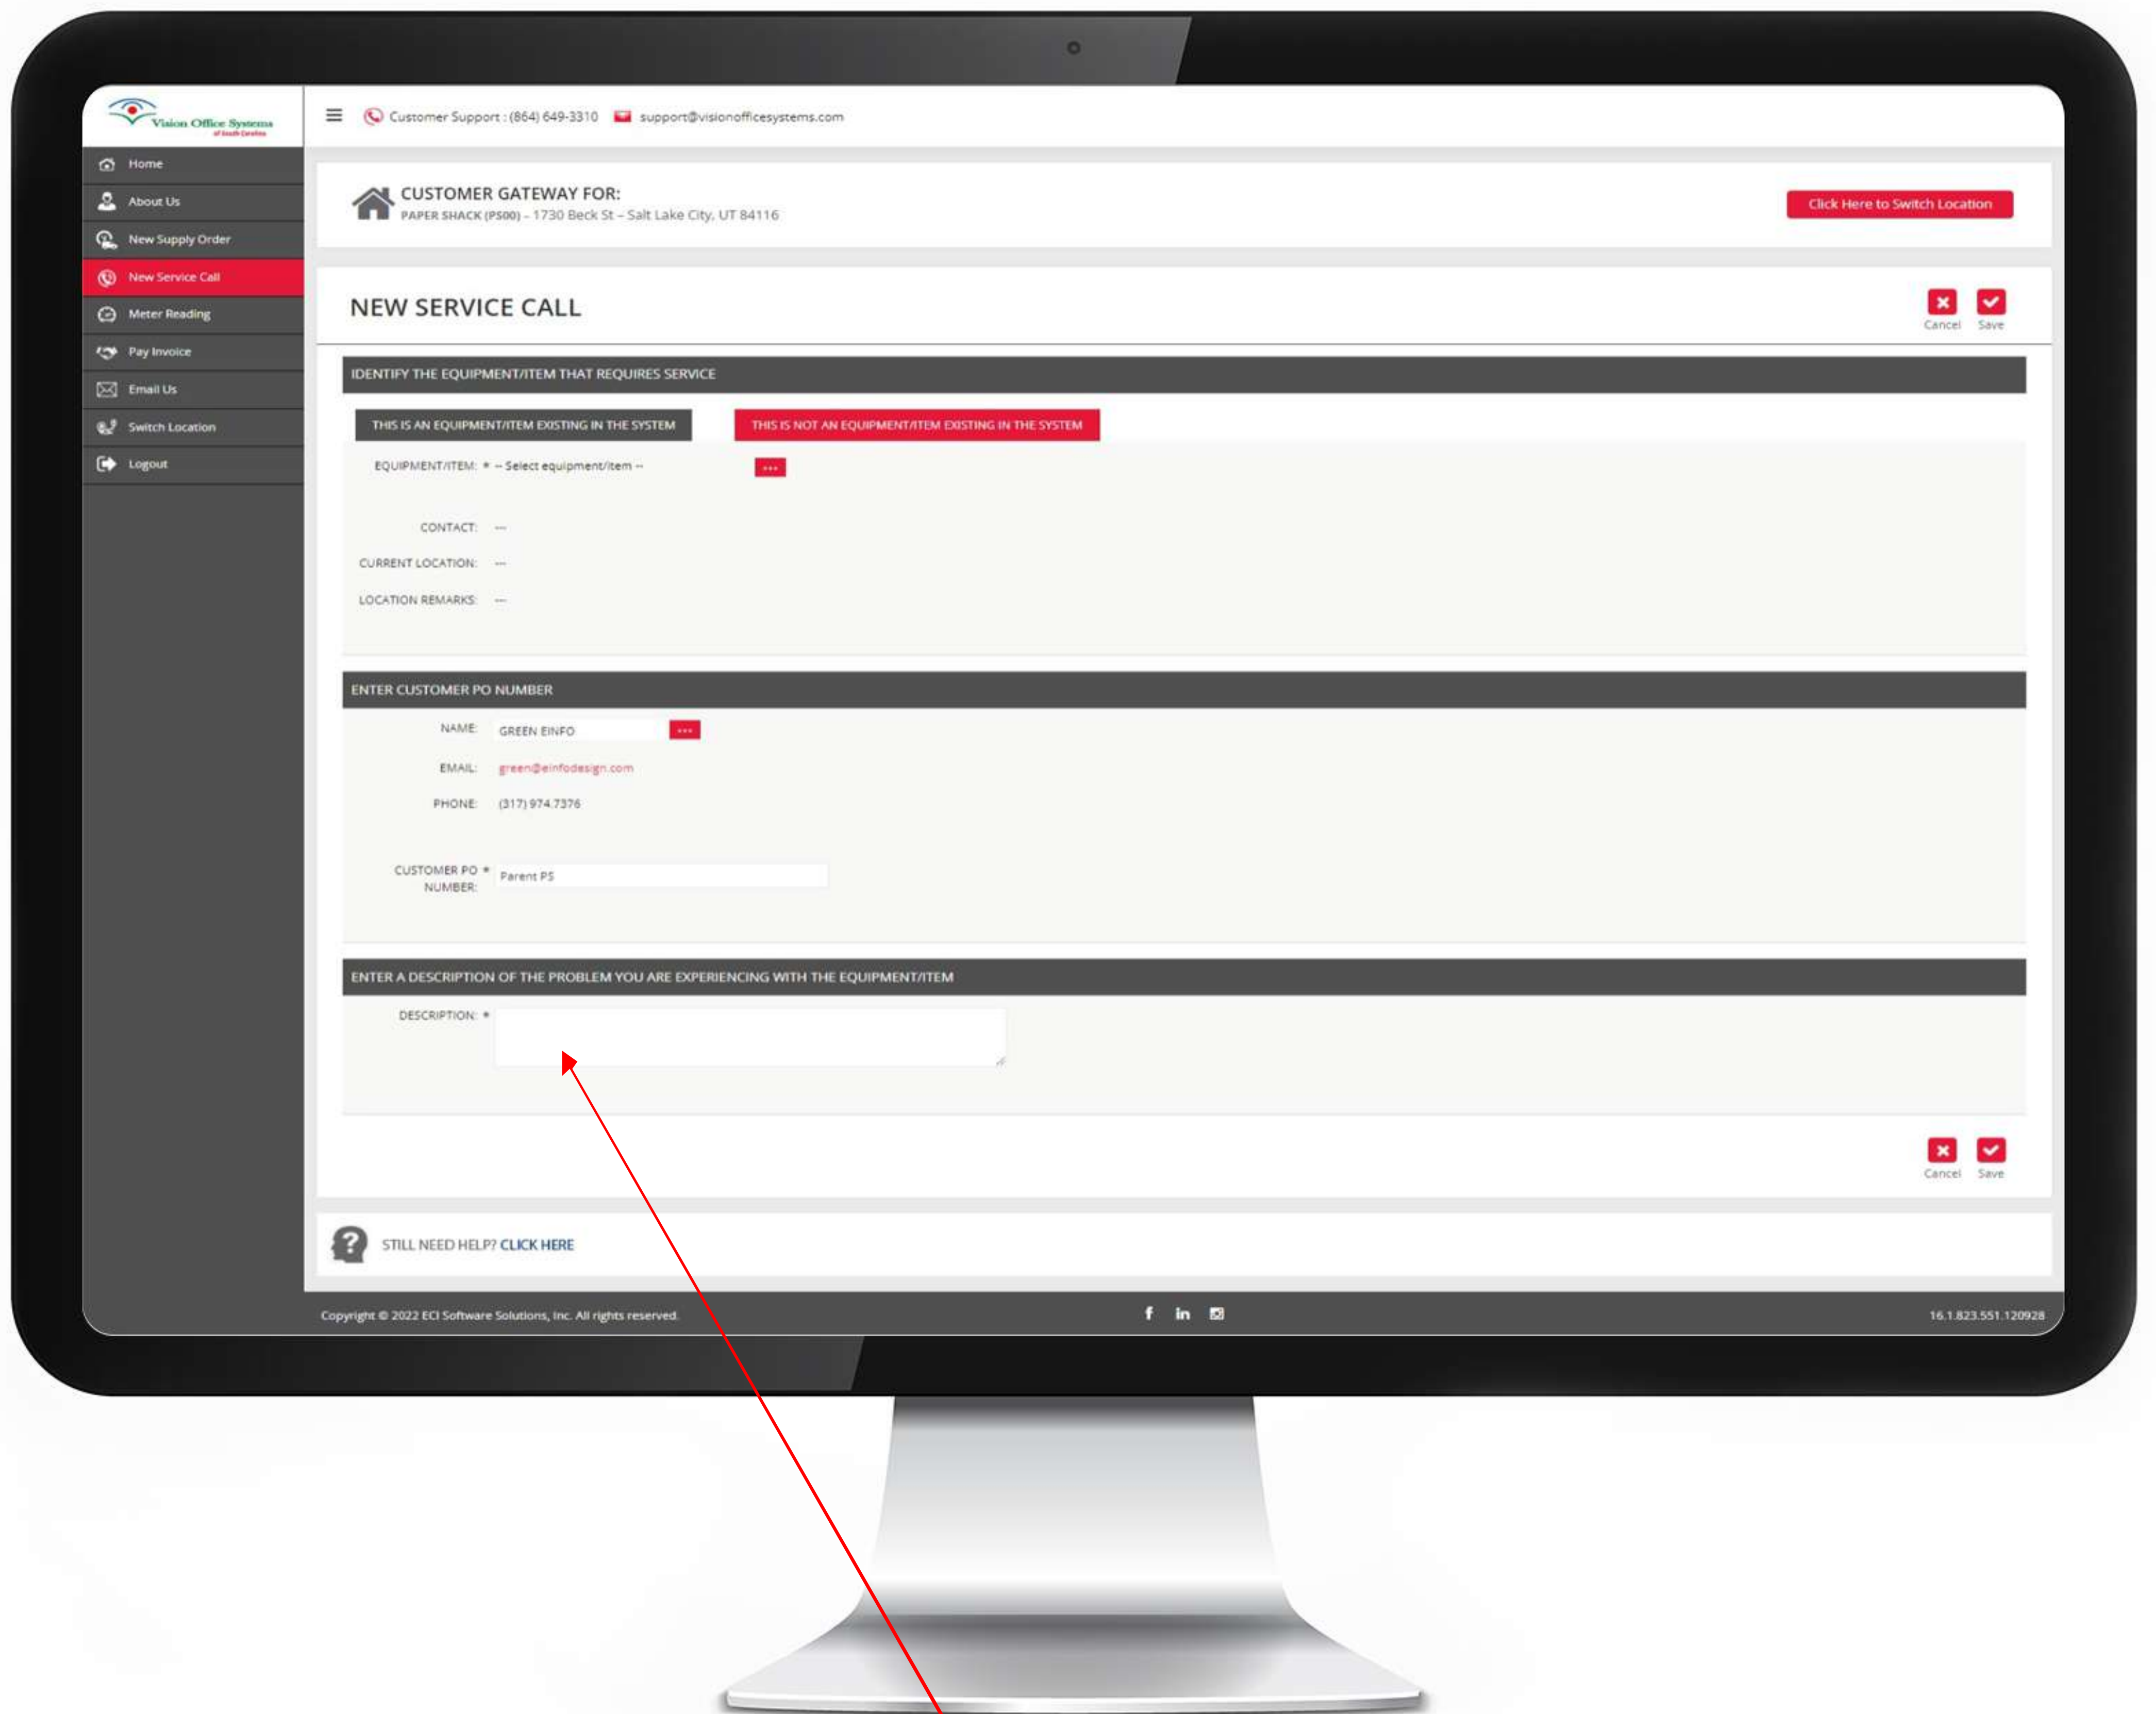 Vision Office Systems
of South Carolina
Customer Support : (864) 649-3310 support@visionofficesystems.com
Home
About Us
New Supply Order
New Service Call
Meter Reading
Pay Invoice
Email Us
Switch Location
Logout
CUSTOMER GATEWAY FOR:
PAPER SHACK (PS00) – 1730 Beck St – Salt Lake City, UT 84116
Click Here to Switch Location
NEW SERVICE CALL
Cancel Save
IDENTIFY THE EQUIPMENT/ITEM THAT REQUIRES SERVICE
THIS IS AN EQUIPMENT/ITEM EXISTING IN THE SYSTEM THIS IS NOT AN EQUIPMENT/ITEM EXISTING IN THE SYSTEM
EQUIPMENT/ITEM: * -- Select equipment/item -- ...
CONTACT: ---
CURRENT LOCATION: ---
LOCATION REMARKS: ---
ENTER CUSTOMER PO NUMBER
NAME: GREEN EINFO ...
EMAIL: green@einfodesign.com
PHONE: (317) 974.7376
CUSTOMER PO * Parent PS
NUMBER:
ENTER A DESCRIPTION OF THE PROBLEM YOU ARE EXPERIENCING WITH THE EQUIPMENT/ITEM
DESCRIPTION: *
Cancel Save
STILL NEED HELP? CLICK HERE
Copyright © 2022 ECI Software Solutions, Inc. All rights reserved. f in 16.1.823.551.120928